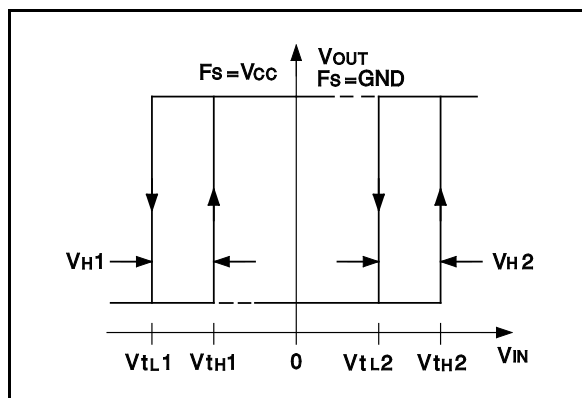 VOUT
FS=VCC FS=GND
VH1 VH2
VtL1 VtH1 0 VtL2 VtH2 VIN